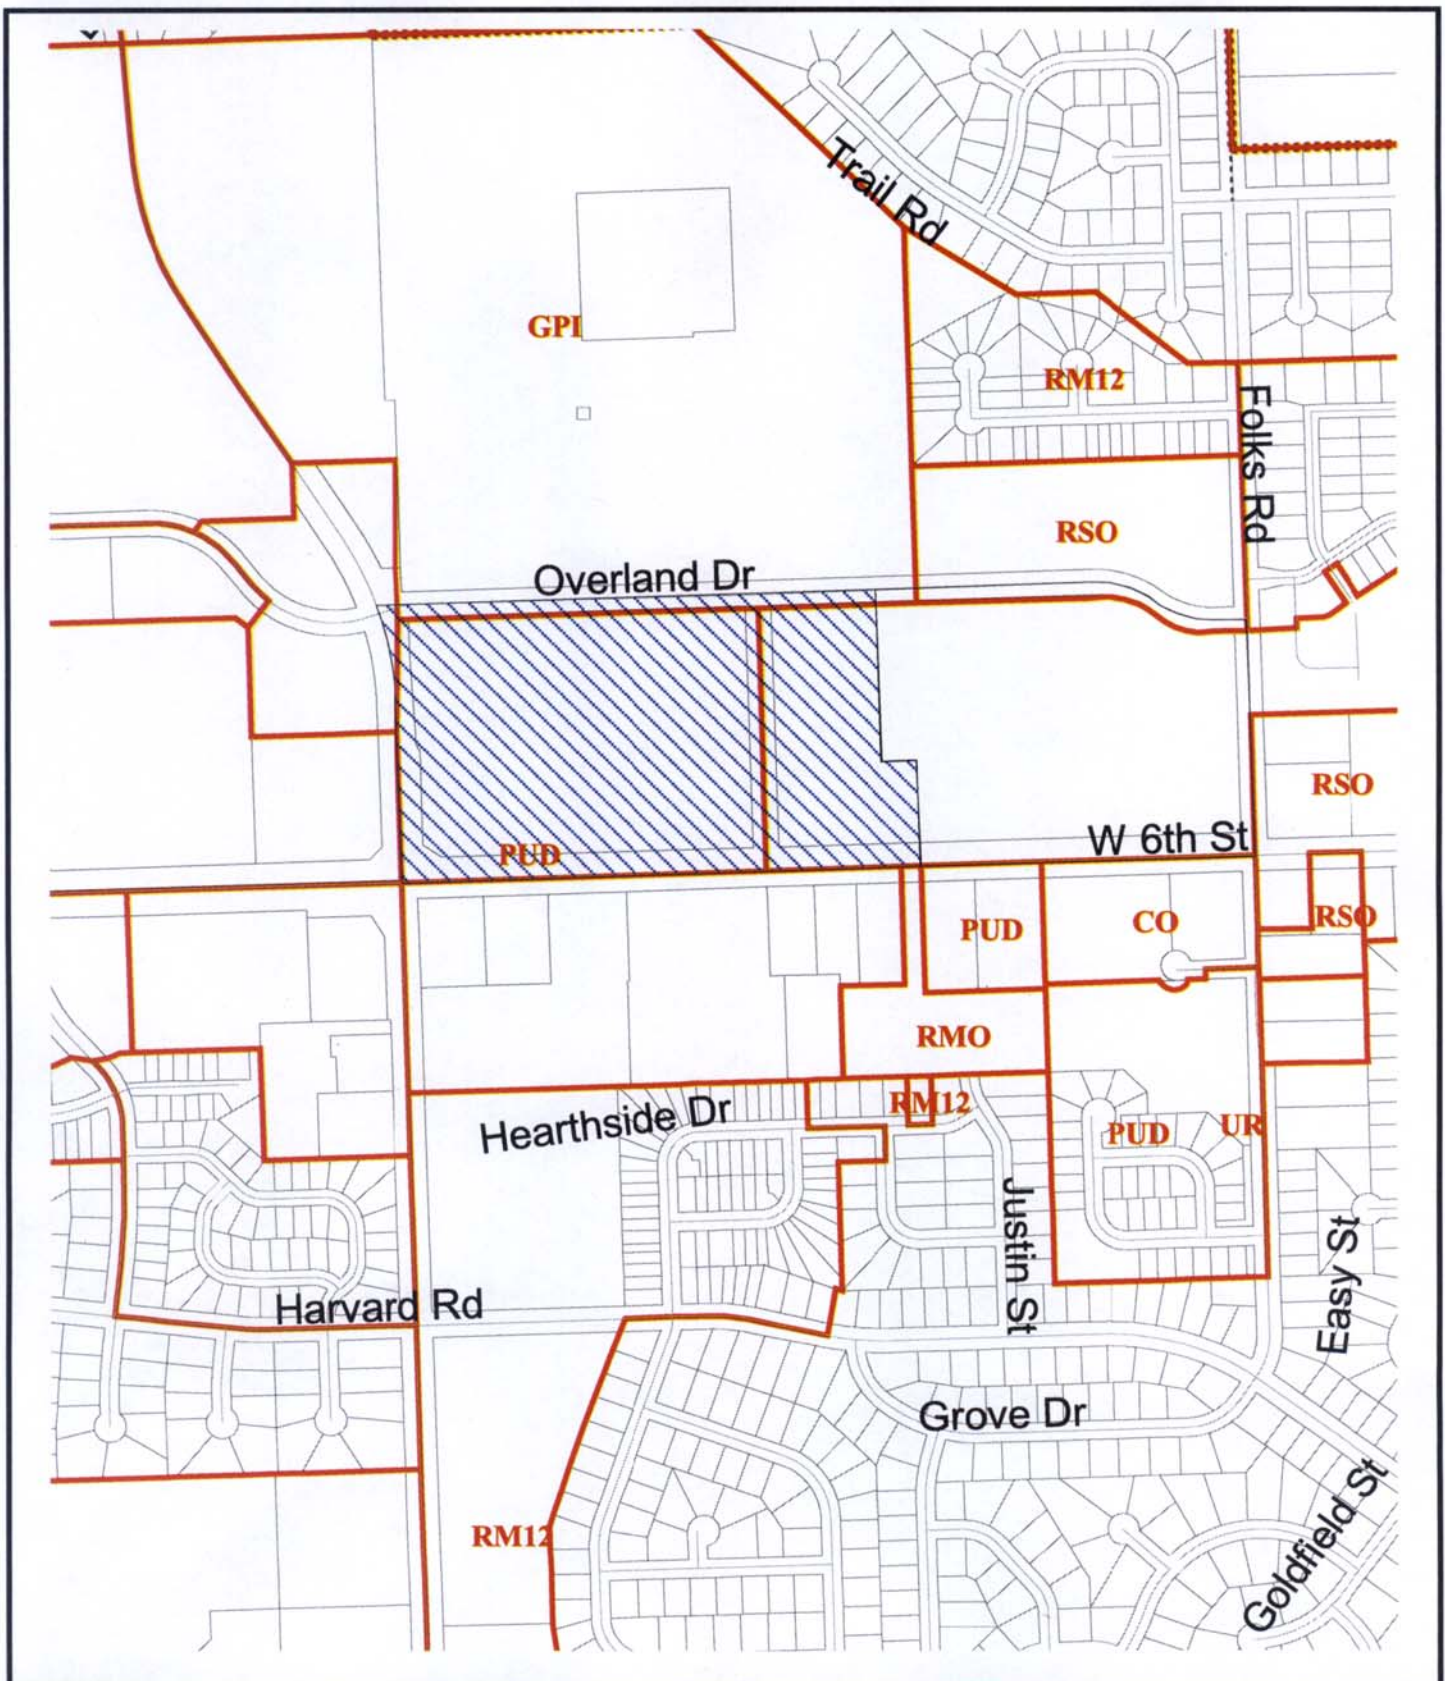 Trail Rd
GPI
RM12
Folks Rd
RSO
Overland Dr
RSO
W 6th St
PUD
PUD
CO
RSO
RMO
RM12
Hearthside Dr
PUD
UR
Justin St
Easy St
Harvard Rd
Grove Dr
Goldfield St
RM12